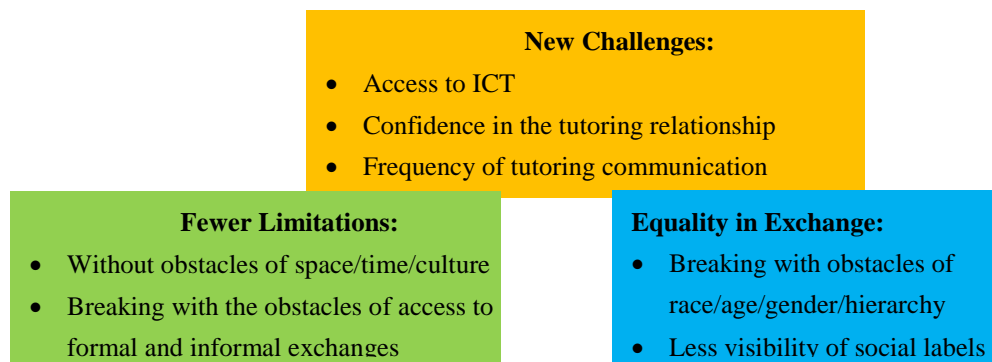 New Challenges:
• Access to ICT
• Confidence in the tutoring relationship
• Frequency of tutoring communication
Fewer Limitations:
• Without obstacles of space/time/culture
• Breaking with the obstacles of access to
formal and informal exchanges
Equality in Exchange:
• Breaking with obstacles of
race/age/gender/hierarchy
• Less visibility of social labels